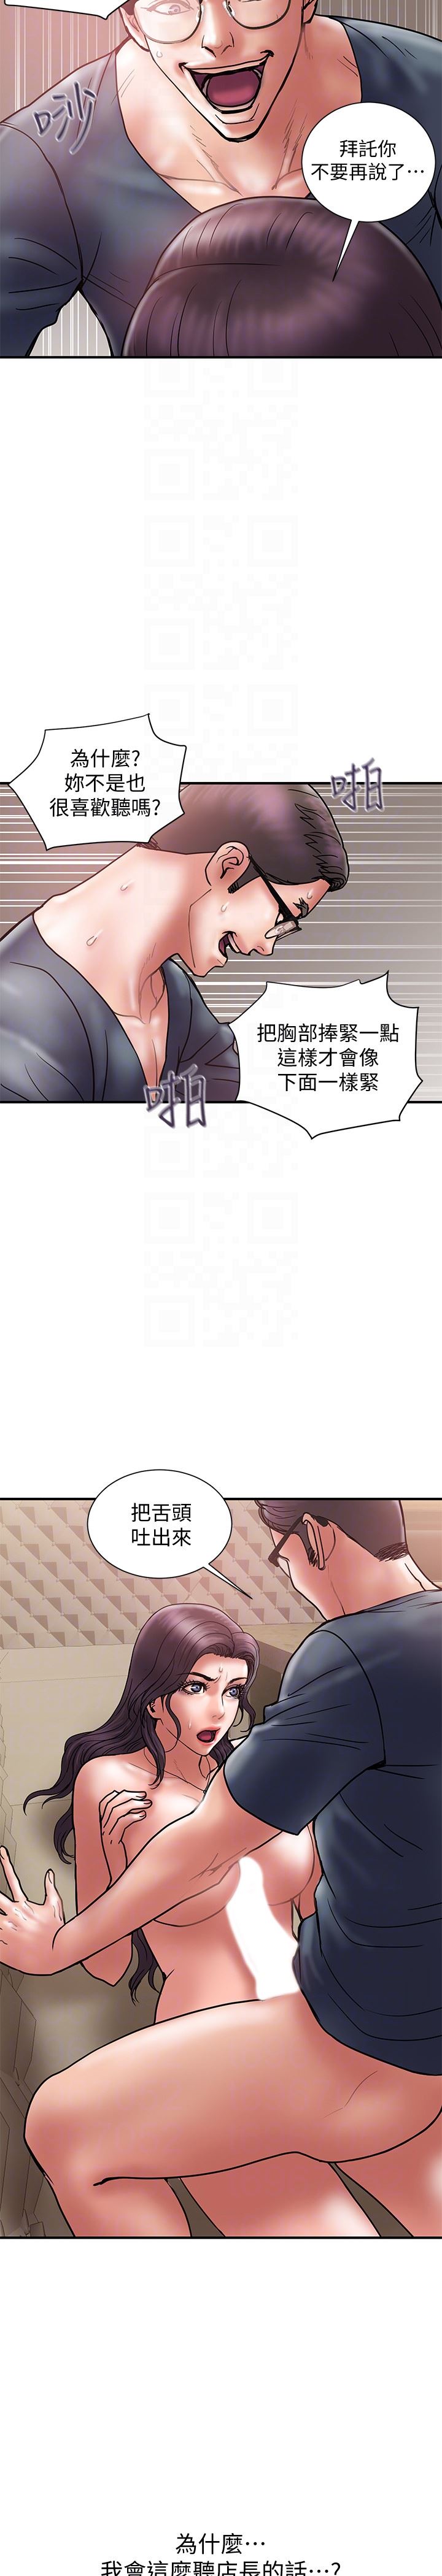 唦
拜託你
不要再說了…
為什麼?
妳不是也
很喜歡聽嗎?
啪
把胸部捧緊一點
這樣才會像
下面一樣緊
啪
把舌頭
吐出來
為什麼…
我會這麼聽店長的話…?